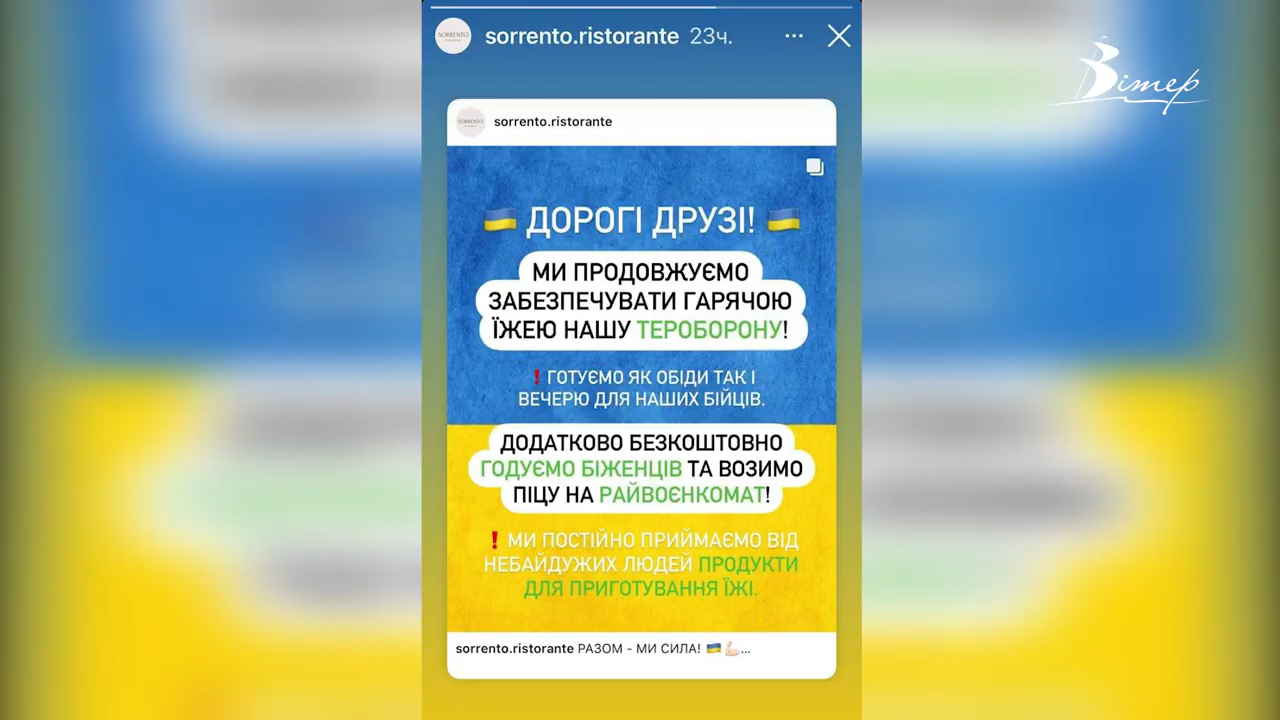 sorrento.ristorante 23ч.
SORRENTO
Вітер
SORRENTO
sorrento.ristorante
ДОРОГІ ДРУЗІ!
МИ ПРОДОВЖУЄМО
ЗАБЕЗПЕЧУВАТИ ГАРЯЧОЮ
ЇЖЕЮ НАШУ ТЕРОБОРОНУ!
❗ГОТУЄМО ЯК ОБІДИ ТАК І
ВЕЧЕРЮ ДЛЯ НАШИХ БІЙЦІВ.
ДОДАТКОВО БЕЗКОШТОВНО
ГОДУЄМО БІЖЕНЦІВ ТА ВОЗИМО
ПІЦУ НА РАЙВОЄНКОМАТ!
❗МИ ПОСТІЙНО ПРИЙМАЄМО ВІД
НЕБАЙДУЖИХ ЛЮДЕЙ ПРОДУКТИ
ДЛЯ ПРИГОТУВАННЯ ЇЖІ.
sorrento.ristorante РАЗОМ - МИ СИЛА! 🇺🇦 💪🏻...